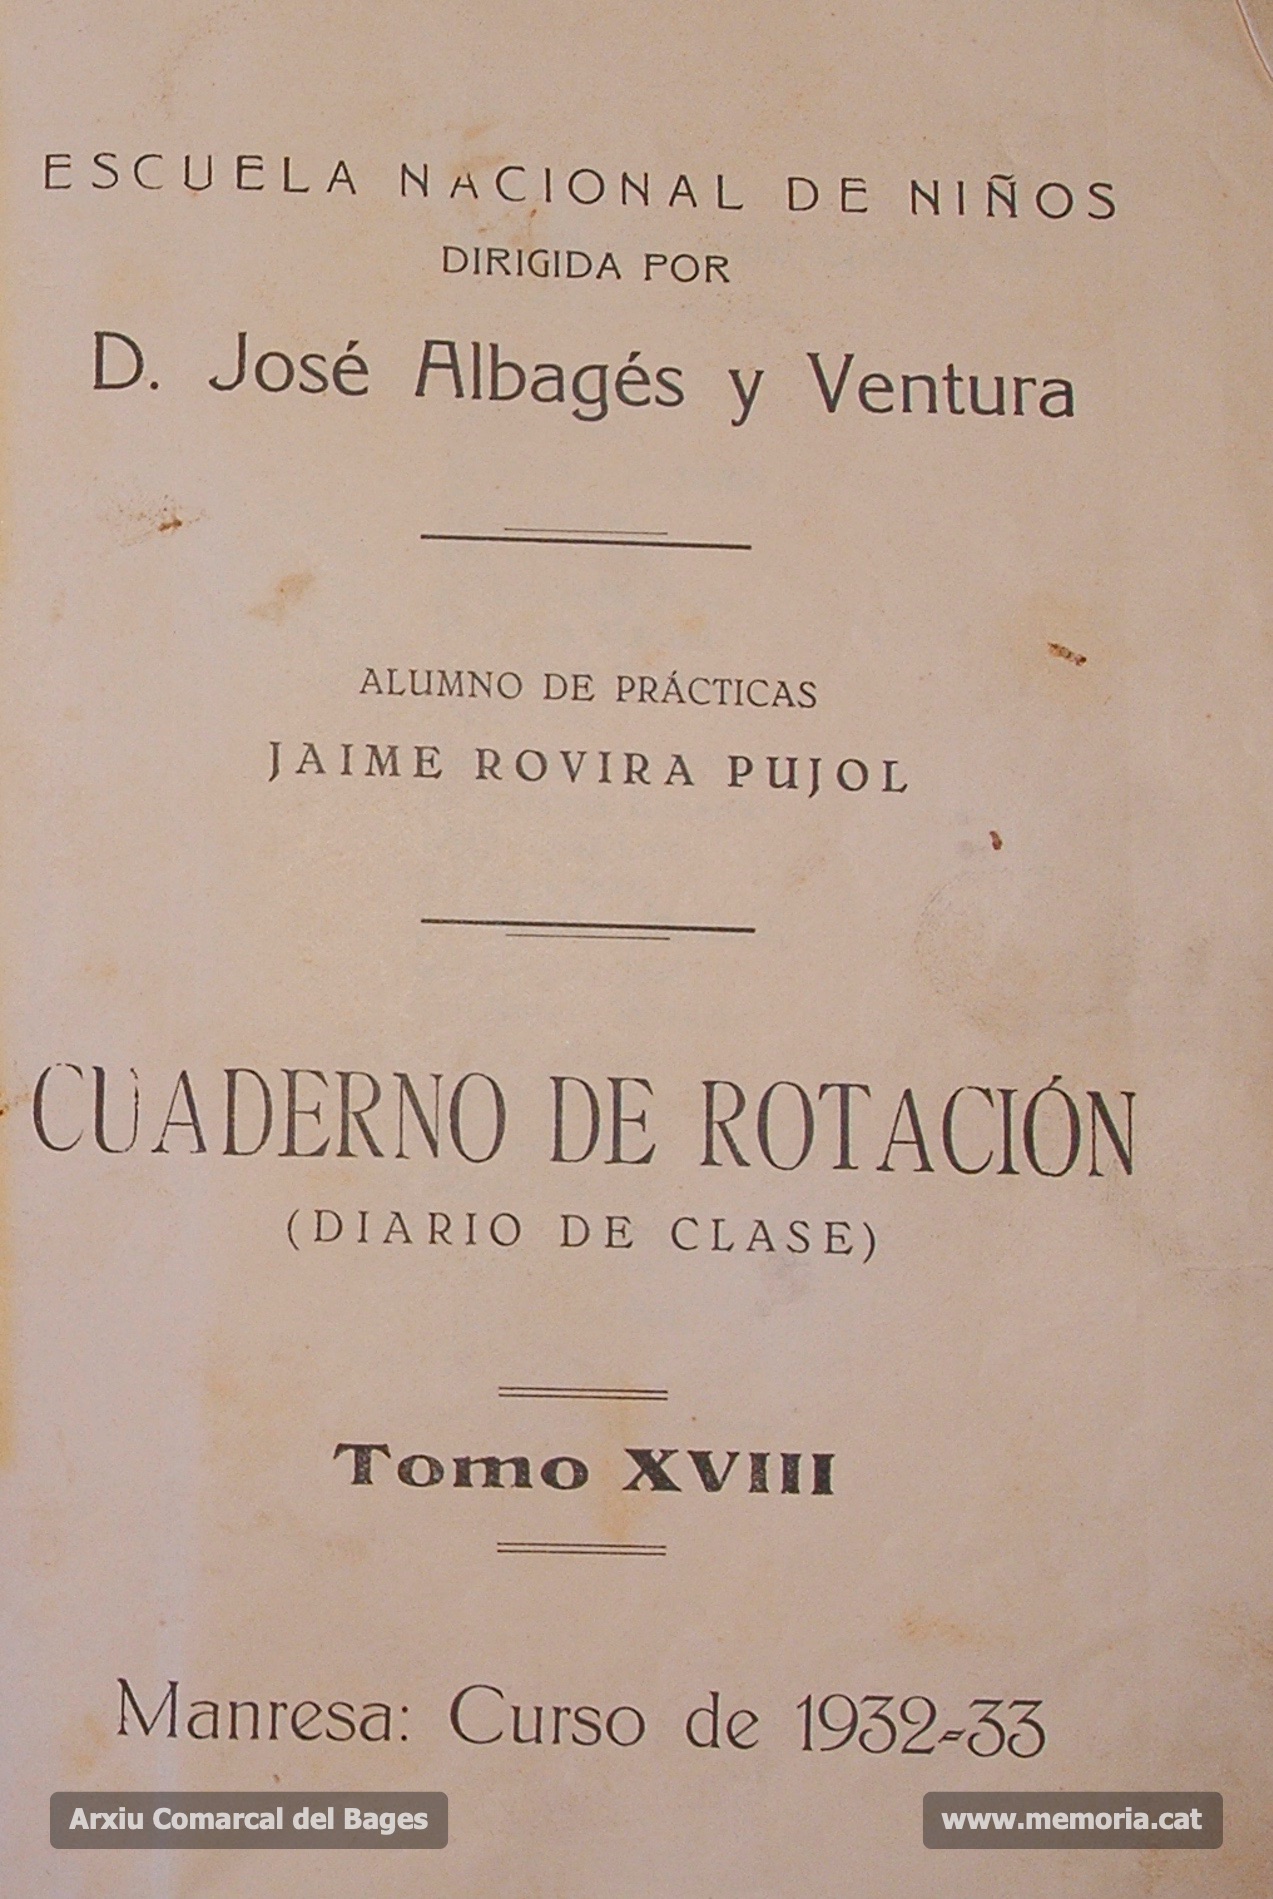 ESCUELA NACIONAL DE NIÑOS
DIRIGIDA POR
D. José Albagés y Ventura
ALUMNO DE PRÁCTICAS
JAIME ROVIRA PUJOL
CUADERNO DE ROTACIÓN
(DIARIO DE CLASE)
Tomo XVIII
Manresa: Curso de 1932-33
Arxiu Comarcal del Bages
www.memoria.cat